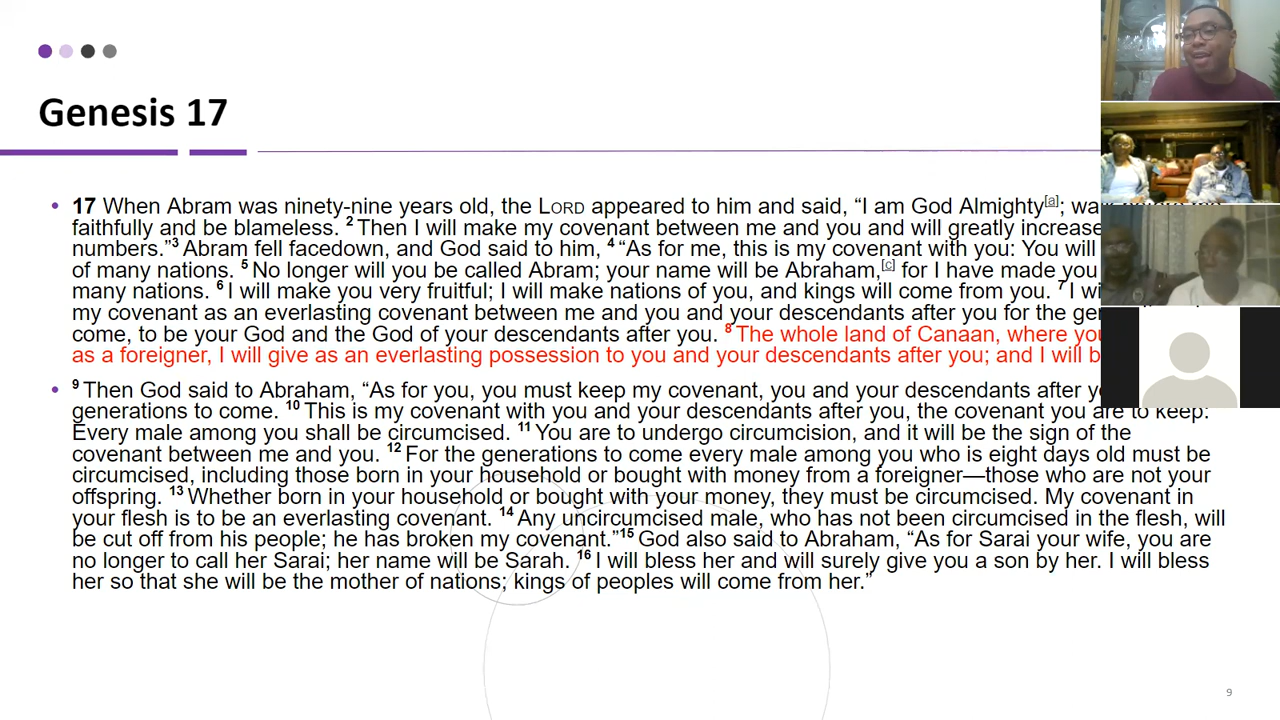 Genesis 17
• 17 When Abram was ninety-nine years old, the LORD appeared to him and said, “I am God Almighty[a]; wa
faithfully and be blameless. 2 Then I will make my covenant between me and you and will greatly increase
numbers.”3 Abram fell facedown, and God said to him, 4 “As for me, this is my covenant with you: You will
of many nations. 5 No longer will you be called Abram; your name will be Abraham,[c] for I have made you
many nations. 6 I will make you very fruitful; I will make nations of you, and kings will come from you. 7 I wi
my covenant as an everlasting covenant between me and you and your descendants after you for the ge
come, to be your God and the God of your descendants after you. 8 The whole land of Canaan, where yo
as a foreigner, I will give as an everlasting possession to you and your descendants after you; and I will b
• 9 Then God said to Abraham, “As for you, you must keep my covenant, you and your descendants after y
generations to come. 10 This is my covenant with you and your descendants after you, the covenant you are to keep:
Every male among you shall be circumcised. 11 You are to undergo circumcision, and it will be the sign of the
covenant between me and you. 12 For the generations to come every male among you who is eight days old must be
circumcised, including those born in your household or bought with money from a foreigner—those who are not your
offspring. 13 Whether born in your household or bought with your money, they must be circumcised. My covenant in
your flesh is to be an everlasting covenant. 14 Any uncircumcised male, who has not been circumcised in the flesh, will
be cut off from his people; he has broken my covenant.”15 God also said to Abraham, “As for Sarai your wife, you are
no longer to call her Sarai; her name will be Sarah. 16 I will bless her and will surely give you a son by her. I will bless
her so that she will be the mother of nations; kings of peoples will come from her.”
9